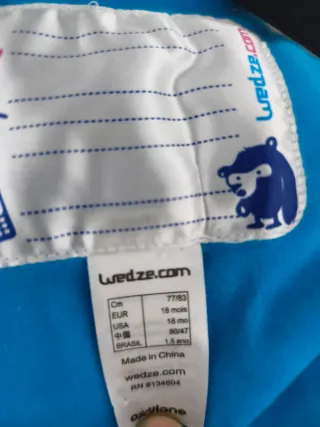 wedze.com
wedze.com
Cm 77/83
EUR 18 mois
USA 18 mo
中国 80/47
BRASIL 1,5 ano
Made in China
wedze.com
RN #134604
oxylane